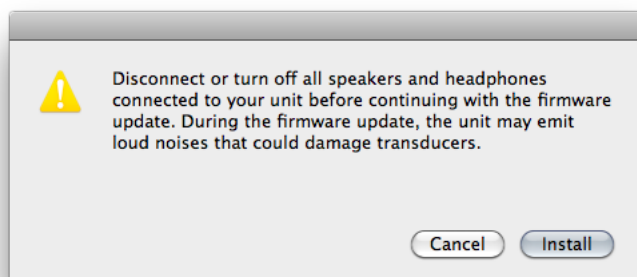 Disconnect or turn off all speakers and headphones
connected to your unit before continuing with the firmware
update. During the firmware update, the unit may emit
loud noises that could damage transducers.
Cancel
Install